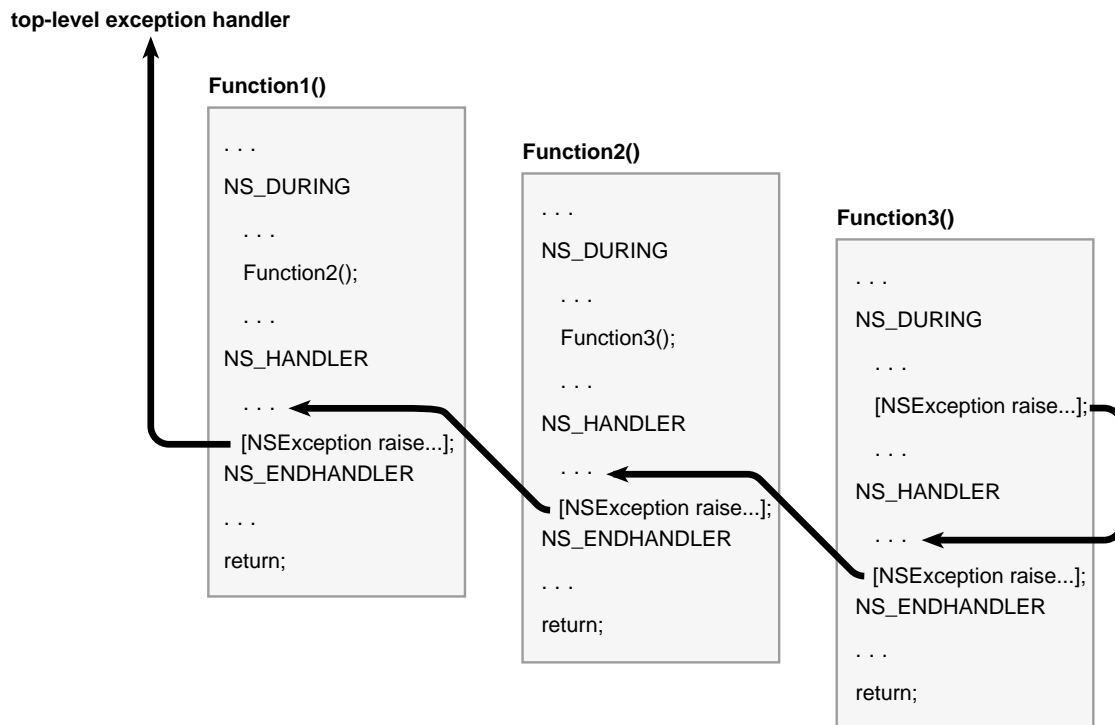 top-level exception handler
Function1()
. . .
NS_DURING
. . .
Function2();
. . .
NS_HANDLER
. . .
[NSException raise...];
NS_ENDHANDLER
. . .
return;
Function2()
. . .
NS_DURING
. . .
Function3();
. . .
NS_HANDLER
. . .
[NSException raise...];
NS_ENDHANDLER
. . .
return;
Function3()
. . .
NS_DURING
. . .
[NSException raise...];
. . .
NS_HANDLER
. . .
[NSException raise...];
NS_ENDHANDLER
. . .
return;